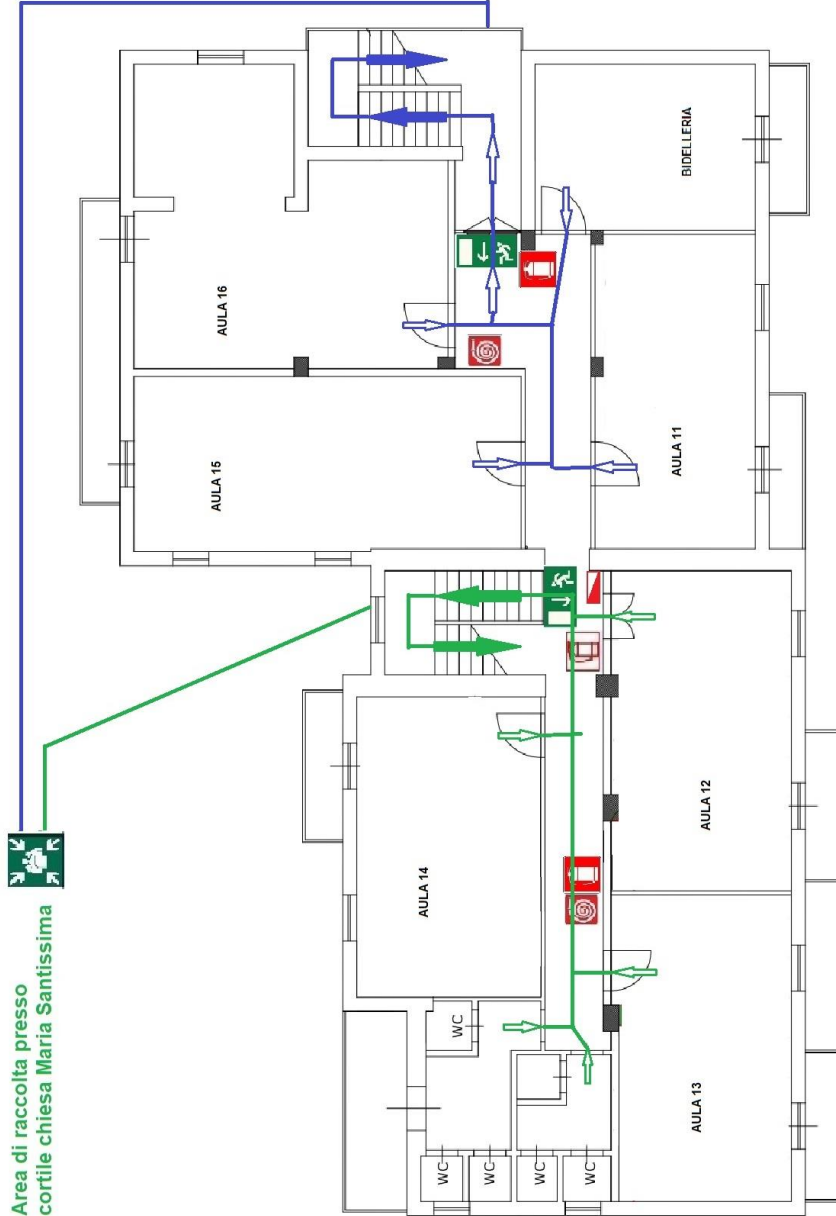 Area di raccolta presso
cortile chiesa Maria Santissima
AULA 16
BIDELLERIA
AULA 15
AULA 11
AULA 14
AULA 12
AULA 13
WC
WC
WC
WC
WC
WC